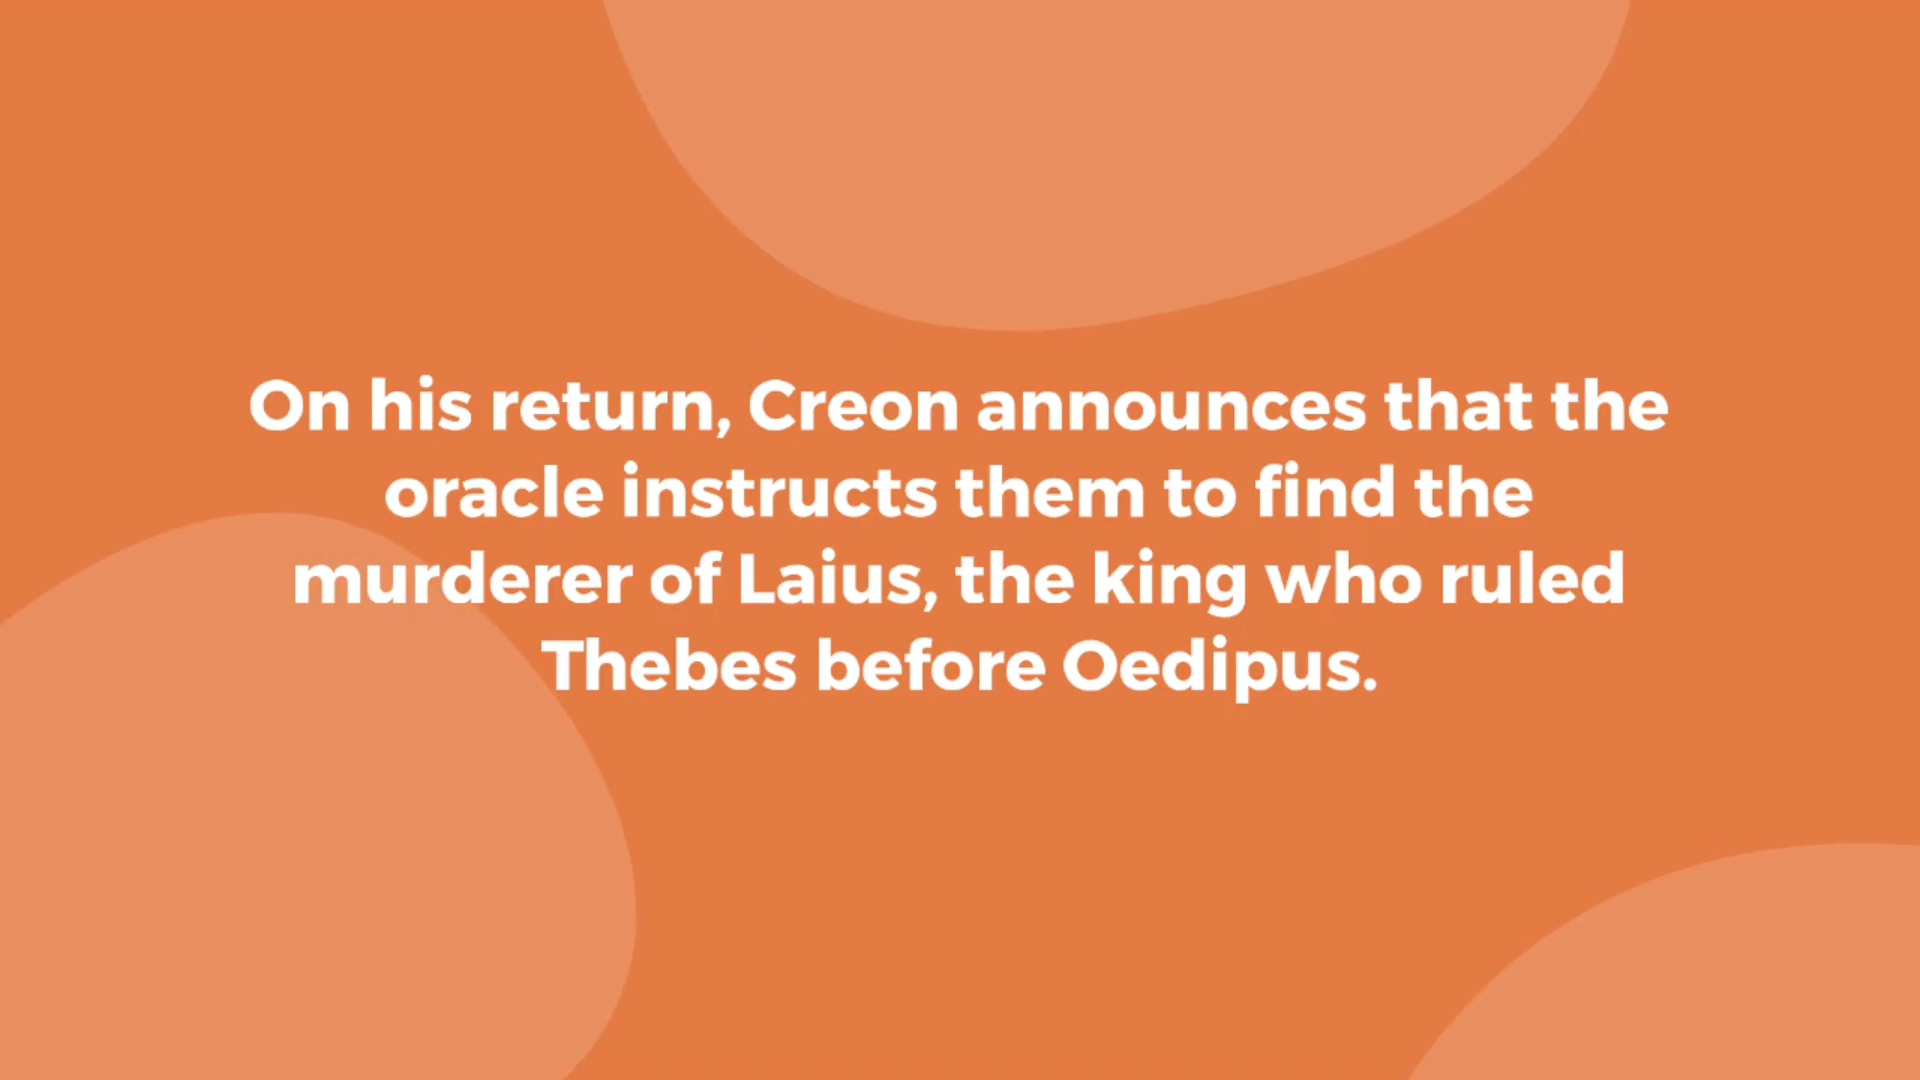 On his return, Creon announces that the
oracle instructs them to find the
murderer of Laius, the king who ruled
Thebes before Oedipus.